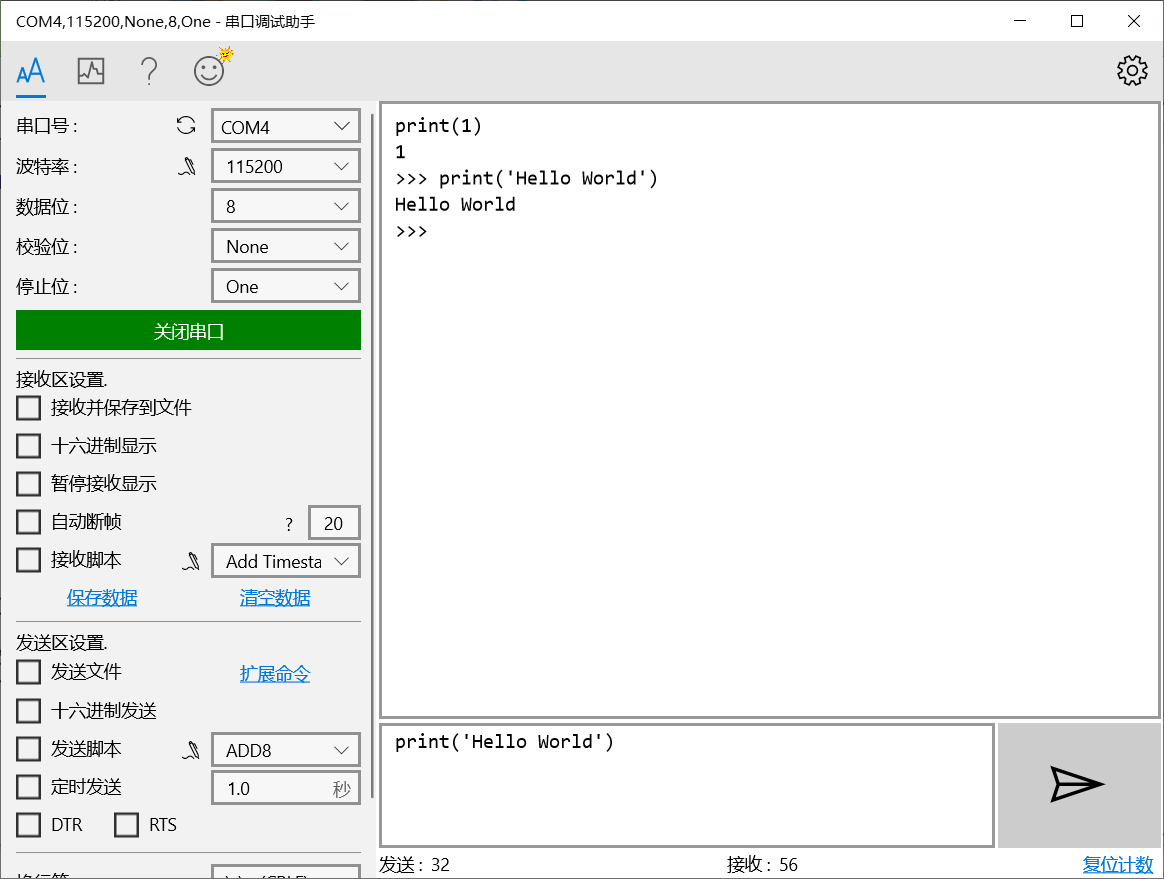 COM4,115200,None,8,One - 串口调试助手
串口号 : COM4
波特率 : 115200
数据位 : 8
校验位 : None
停止位 : One
关闭串口
接收区设置.
接收并保存到文件
十六进制显示
暂停接收显示
自动断帧 ? 20
接收脚本 Add Timesta
保存数据 清空数据
发送区设置.
发送文件 扩展命令
十六进制发送
发送脚本 ADD8
定时发送 1.0 秒
DTR RTS
print(1)
1
>>> print('Hello World')
Hello World
>>>
print('Hello World')
发送 : 32 接收 : 56 复位计数